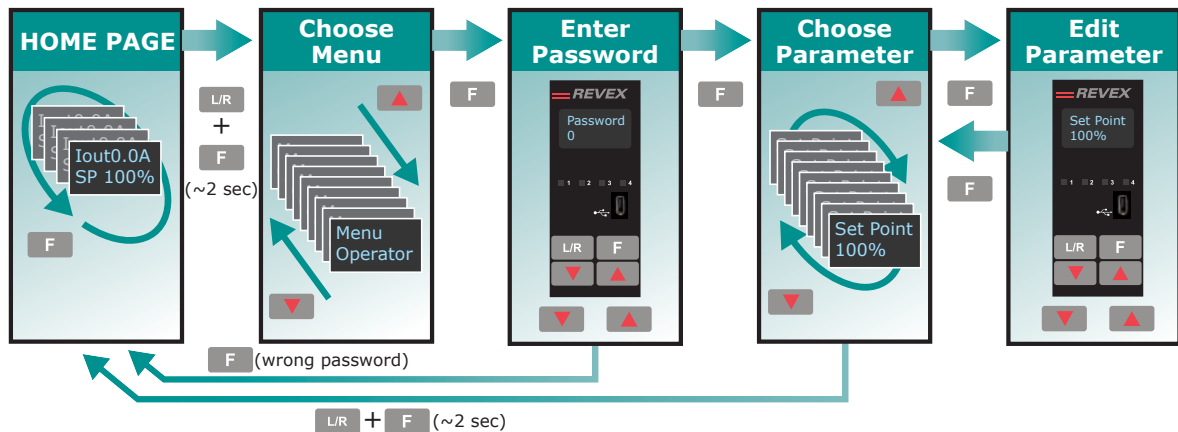 HOME PAGE
Choose
Menu
Enter
Password
Choose
Parameter
Edit
Parameter
Iout0.0A
SP 100%
F
L/R
+
F
(~2 sec)
Menu
Operator
F
REVEX
Password
0
1 2 3 4
L/R F
F
Set Point
100%
F
F
REVEX
Set Point
100%
1 2 3 4
L/R F
F (wrong password)
L/R + F (~2 sec)